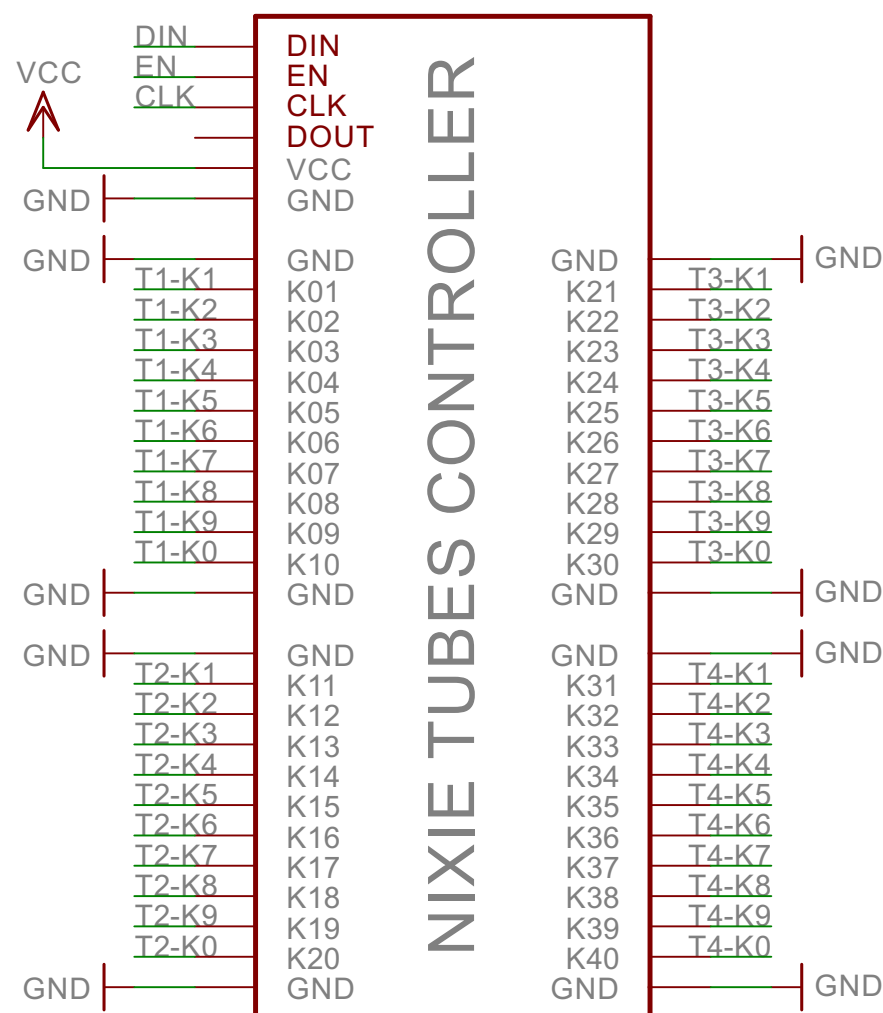 DIN DIN
EN EN
VCC
CLK CLK
DOUT
VCC
GND GND
NIXIE TUBES CONTROLLER
GND GND GND GND
T1-K1 K01 K21 T3-K1
T1-K2 K02 K22 T3-K2
T1-K3 K03 K23 T3-K3
T1-K4 K04 K24 T3-K4
T1-K5 K05 K25 T3-K5
T1-K6 K06 K26 T3-K6
T1-K7 K07 K27 T3-K7
T1-K8 K08 K28 T3-K8
T1-K9 K09 K29 T3-K9
T1-K0 K10 K30 T3-K0
GND GND GND GND
GND GND GND GND
T2-K1 K11 K31 T4-K1
T2-K2 K12 K32 T4-K2
T2-K3 K13 K33 T4-K3
T2-K4 K14 K34 T4-K4
T2-K5 K15 K35 T4-K5
T2-K6 K16 K36 T4-K6
T2-K7 K17 K37 T4-K7
T2-K8 K18 K38 T4-K8
T2-K9 K19 K39 T4-K9
T2-K0 K20 K40 T4-K0
GND GND GND GND